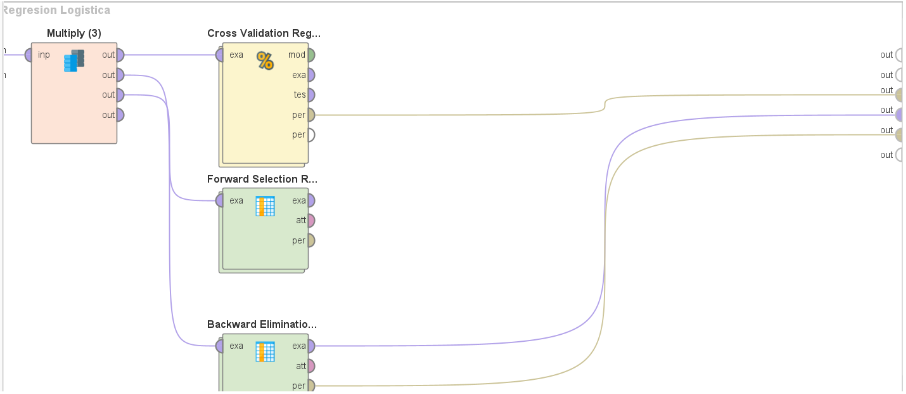 Regresion Logistica
Multiply (3)
inp
out
out
out
out
Cross Validation Reg...
exa
mod
exa
tes
per
per
Forward Selection R...
exa
exa
att
per
Backward Eliminatio...
exa
exa
att
per
out
out
out
out
out
out